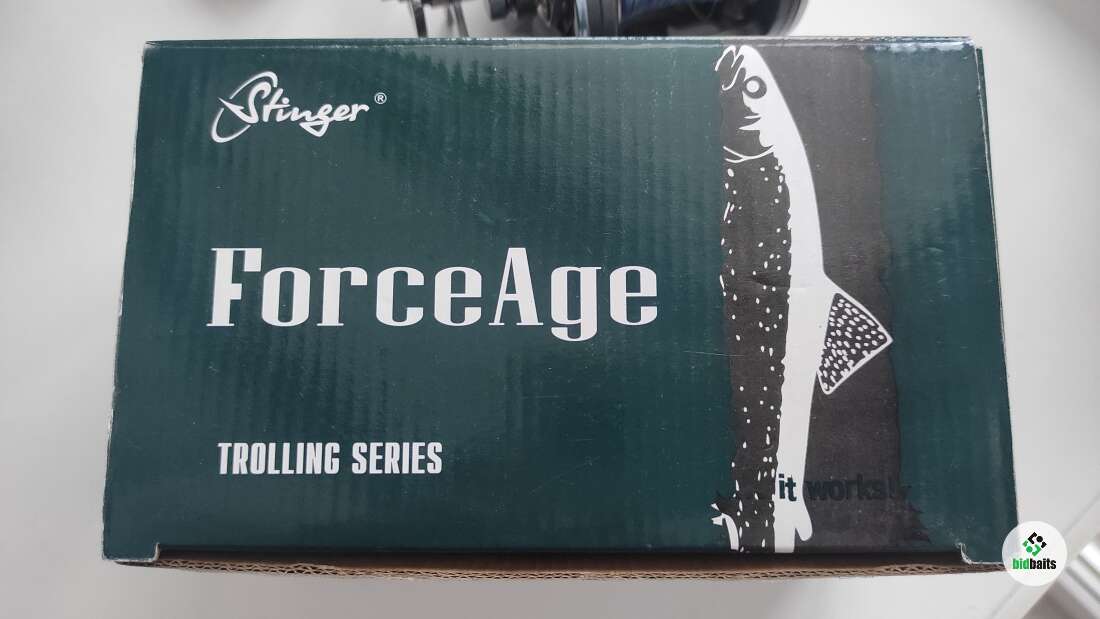 Stinger®
ForceAge
TROLLING SERIES
it works!
bidbaits